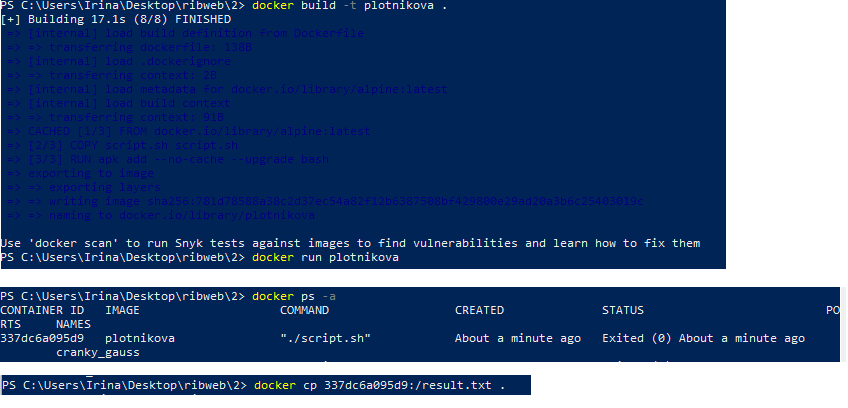 PS C:\Users\Irina\Desktop\ribweb\2> docker build -t plotnikova .
[+] Building 17.1s (8/8) FINISHED
=> [internal] load build definition from Dockerfile
=> => transferring dockerfile: 138B
=> [internal] load .dockerignore
=> => transferring context: 2B
=> [internal] load metadata for docker.io/library/alpine:latest
=> [internal] load build context
=> => transferring context: 91B
=> CACHED [1/3] FROM docker.io/library/alpine:latest
=> [2/3] COPY script.sh script.sh
=> [3/3] RUN apk add --no-cache --upgrade bash
=> exporting to image
=> => exporting layers
=> => writing image
=> => naming to docker.io/library/plotnikova
Use 'docker scan' to run Snyk tests against images to find vulnerabilities and learn how to fix them
PS C:\Users\Irina\Desktop\ribweb\2> docker run plotnikova
PS C:\Users\Irina\Desktop\ribweb\2> docker ps -a
CONTAINER ID IMAGE COMMAND CREATED STATUS PO
RTS NAMES
337dc6a095d9 plotnikova "./script.sh" About a minute ago Exited (0) About a minute ago
cranky_gauss
PS C:\Users\Irina\Desktop\ribweb\2> docker cp 337dc6a095d9:/result.txt .